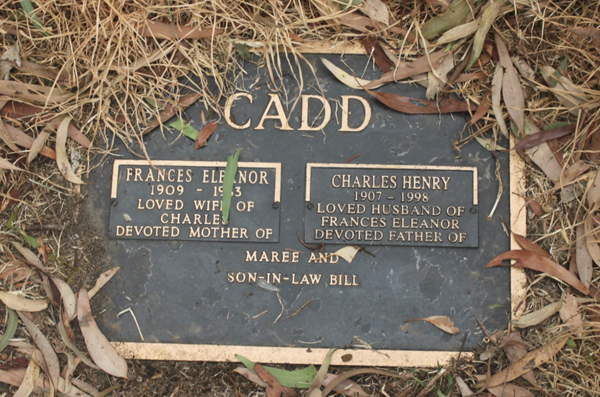 CADD
FRANCES ELEANOR
1909 -
LOVED WIFE OF
CHARLES
DEVOTED MOTHER OF
CHARLES HENRY
1907 - 1998
LOVED HUSBAND OF
FRANCES ELEANOR
DEVOTED FATHER OF
MAREE AND
SON-IN-LAW BILL